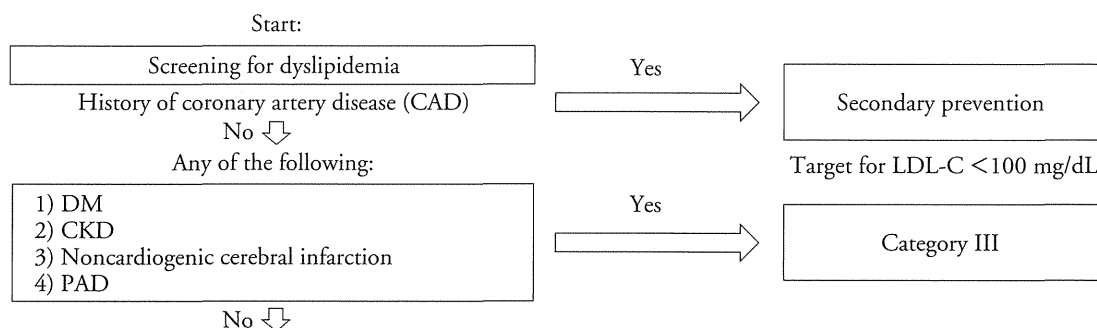 Start:
Screening for dyslipidemia
Yes
History of coronary artery disease (CAD)
Secondary prevention
No
Any of the following:
Target for LDL-C <100 mg/dL
1) DM
2) CKD
3) Noncardiogenic cerebral infarction
4) PAD
Yes
Category III
No